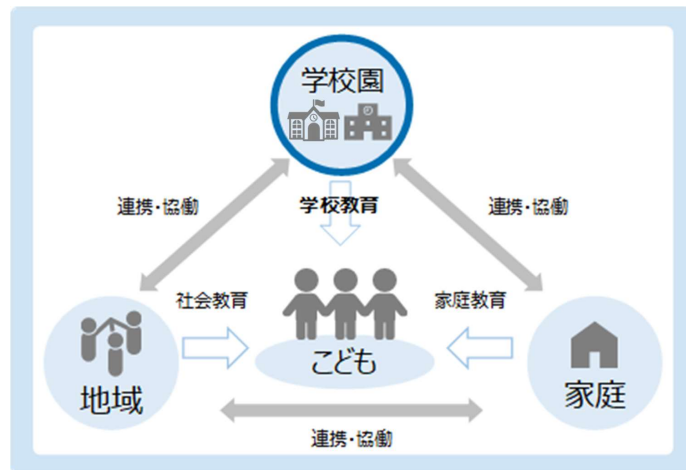 学校園
連携・協働
学校教育
連携・協働
社会教育
家庭教育
こども
地域
家庭
連携・協働